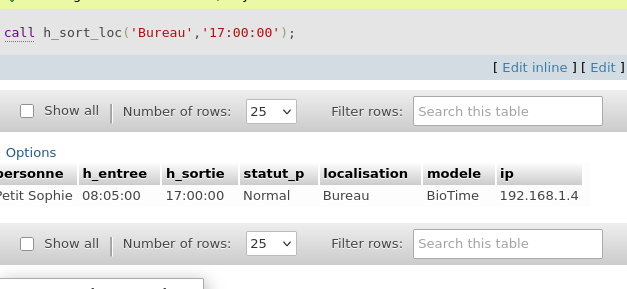 call h_sort_loc('Bureau','17:00:00');
[ Edit inline ] [ Edit ]
Show all Number of rows: 25 Filter rows: Search this table
Options
personne h_entree h_sortie statut_p localisation modele ip
Petit Sophie 08:05:00 17:00:00 Normal Bureau BioTime 192.168.1.4
Show all Number of rows: 25 Filter rows: Search this table